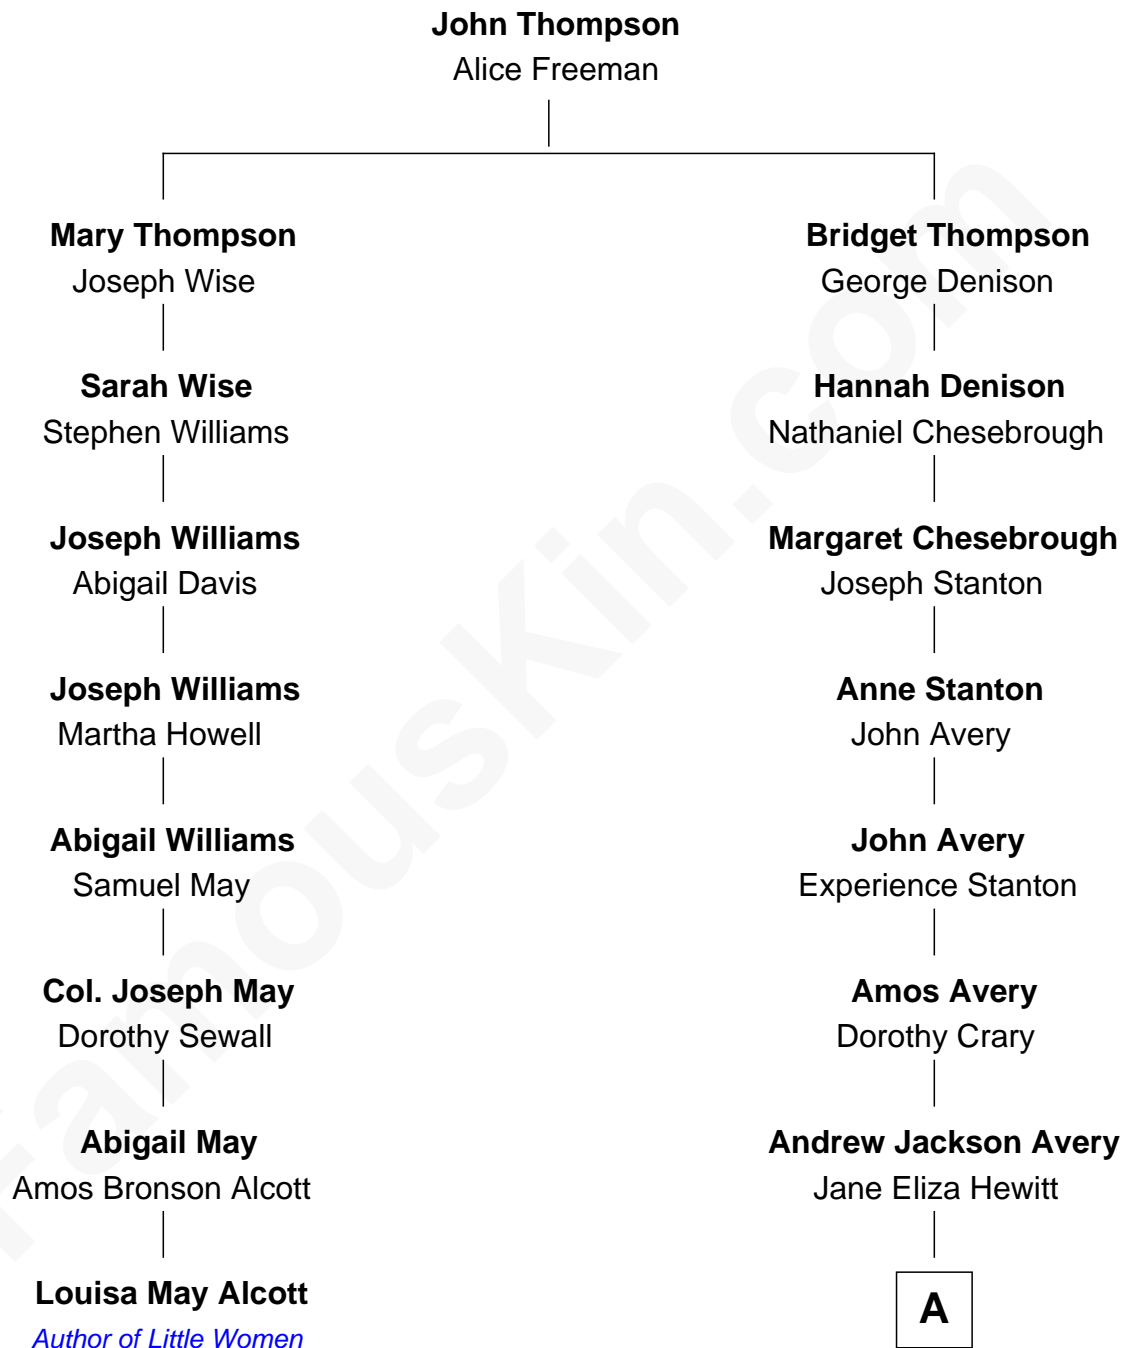 John Thompson
Alice Freeman
Mary Thompson
Joseph Wise
Bridget Thompson
George Denison
Sarah Wise
Stephen Williams
Hannah Denison
Nathaniel Chesebrough
Joseph Williams
Abigail Davis
Margaret Chesebrough
Joseph Stanton
Joseph Williams
Martha Howell
Anne Stanton
John Avery
Abigail Williams
Samuel May
John Avery
Experience Stanton
Col. Joseph May
Dorothy Sewall
Amos Avery
Dorothy Crary
Abigail May
Amos Bronson Alcott
Andrew Jackson Avery
Jane Eliza Hewitt
Louisa May Alcott
Author of Little Women
A
FamousKin.com